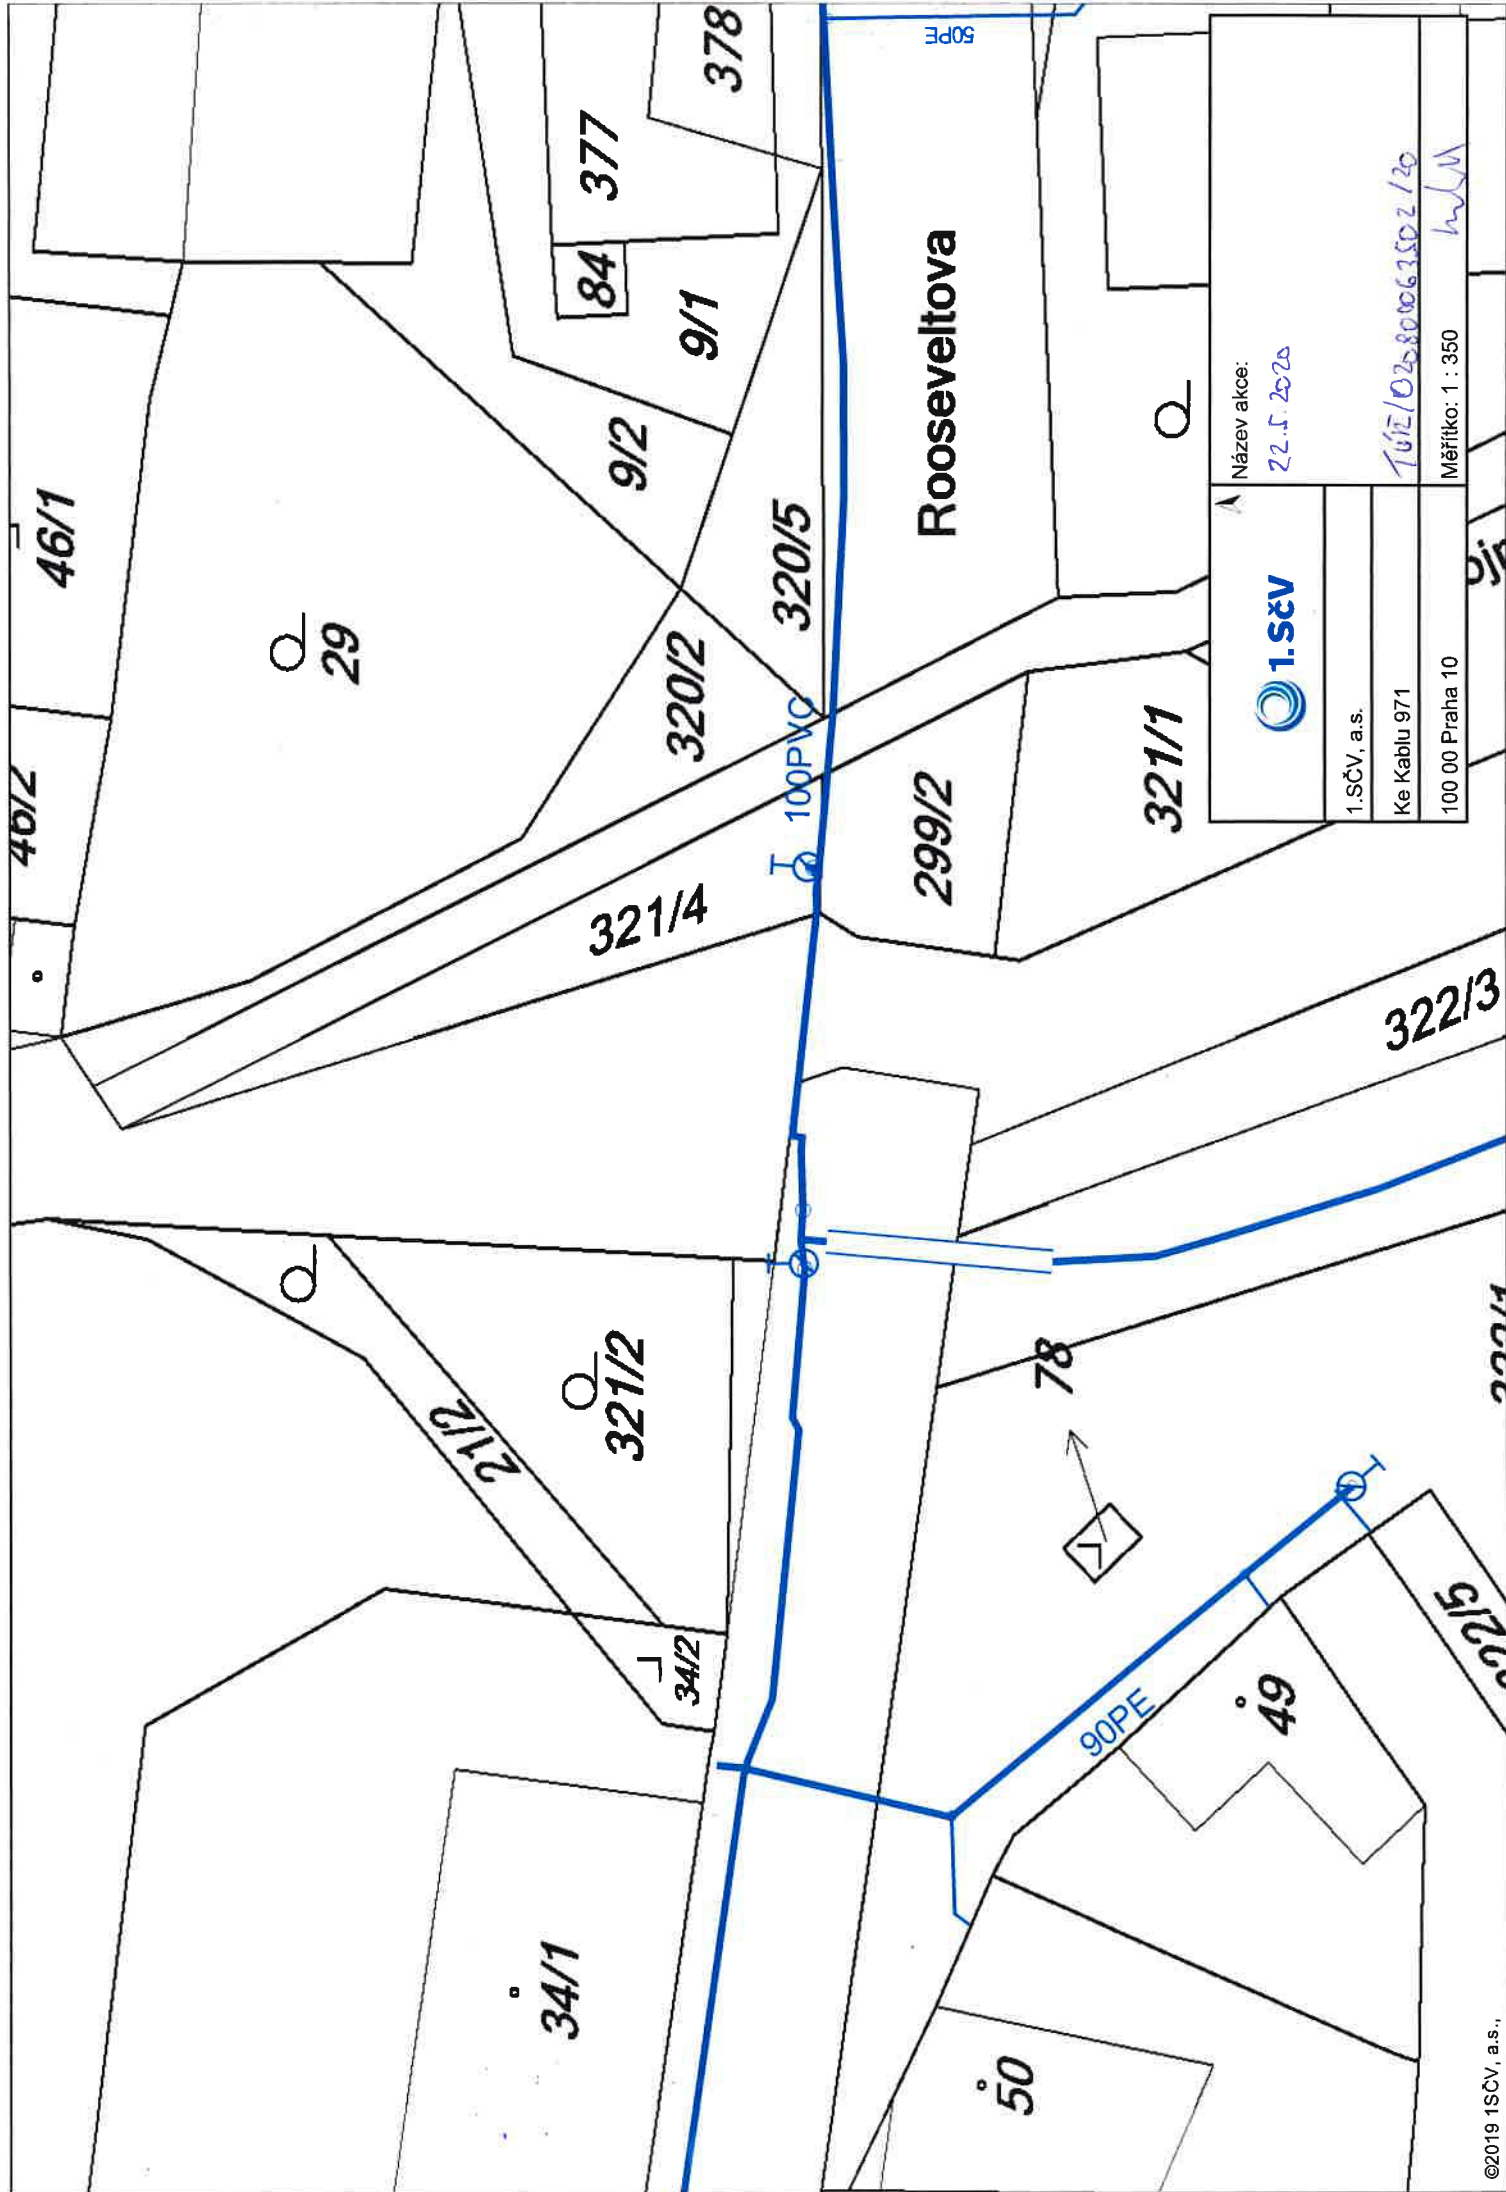 46/2
46/1
29
321/4
320/2
9/2
9/1
84
377
378
320/5
100PVC
50PE
Rooseveltova
299/2
321/1
322/3
21/2
321/2
34/2
34/1
78
90PE
49
50
1.SČV
Název akce:
22.5.2020
1.SČV, a.s.
Ke Kablu 971
100 00 Praha 10
Měřítko: 1 : 350
©2019 1SČV, a.s.,